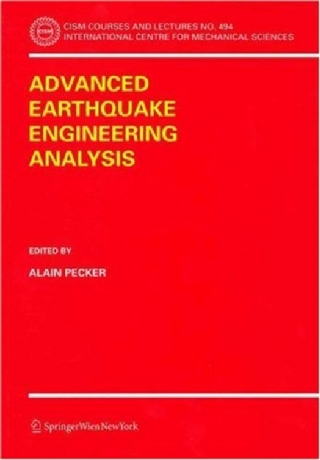 CISM COURSES AND LECTURES NO. 494
INTERNATIONAL CENTRE FOR MECHANICAL SCIENCES
CISM
ADVANCED
EARTHQUAKE
ENGINEERING
ANALYSIS
EDITED BY
ALAIN PECKER
SpringerWienNewYork